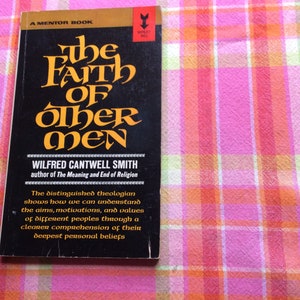 A MENTOR BOOK
The
Faith
of
Other
Men
WILFRED CANTWELL SMITH
author of The Meaning and End of Religion
The distinguished theologian
shows how we can understand
the aims, motivations, and values
of different peoples through a
clearer comprehension of their
deepest personal beliefs